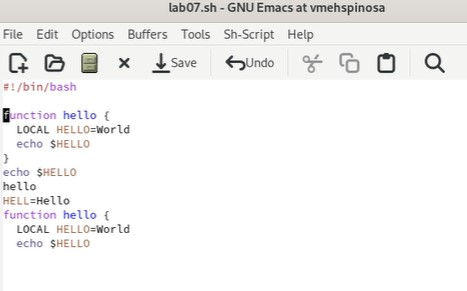 lab07.sh - GNU Emacs at vmehspinosa
File Edit Options Buffers Tools Sh-Script Help
Save Undo
#!/bin/bash
function hello {
  LOCAL HELLO=World
  echo $HELLO
}
echo $HELLO
hello
HELL=Hello
function hello {
  LOCAL HELLO=World
  echo $HELLO